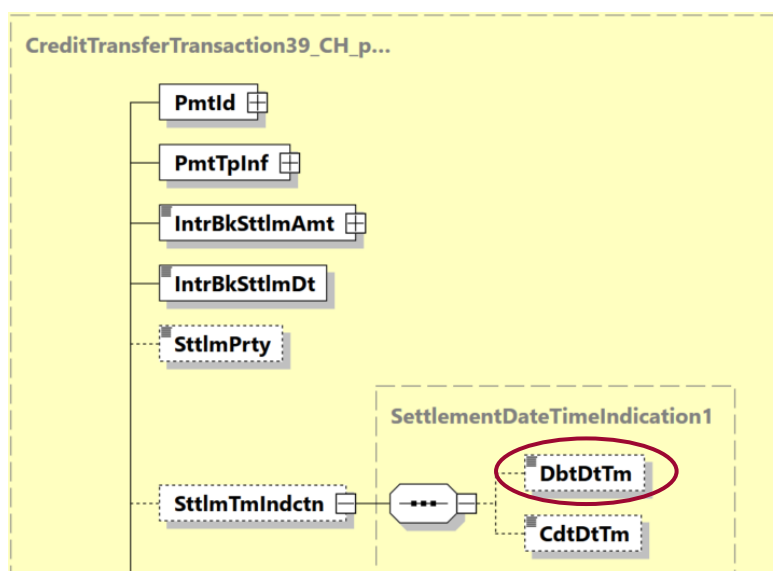 CreditTransferTransaction39_CH_p...
PmtId
PmtTpInf
IntrBkSttlmAmt
IntrBkSttlmDt
SttlmPrty
SettlementDateTimeIndication1
DbtDtTm
SttlmTmIndctn
CdtDtTm